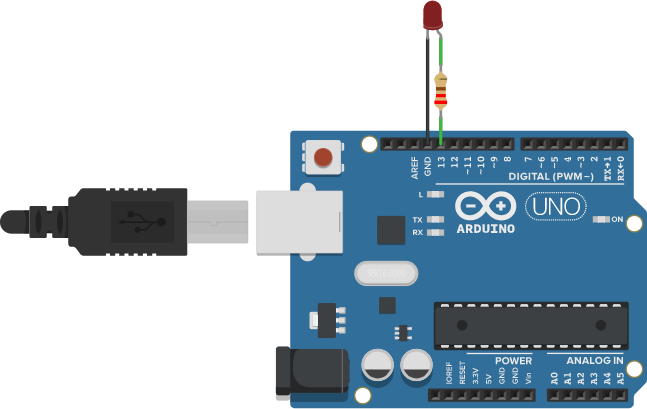 AREF
GND
13
12
~11
~10
~9
8
7
~6
~5
4
~3
2
TX→1
RX←0
DIGITAL (PWM~)
L
TX
RX
ARDUINO
UNO
ON
POWER
ANALOG IN
IOREF
RESET
3.3V
5V
GND
GND
Vin
A0
A1
A2
A3
A4
A5